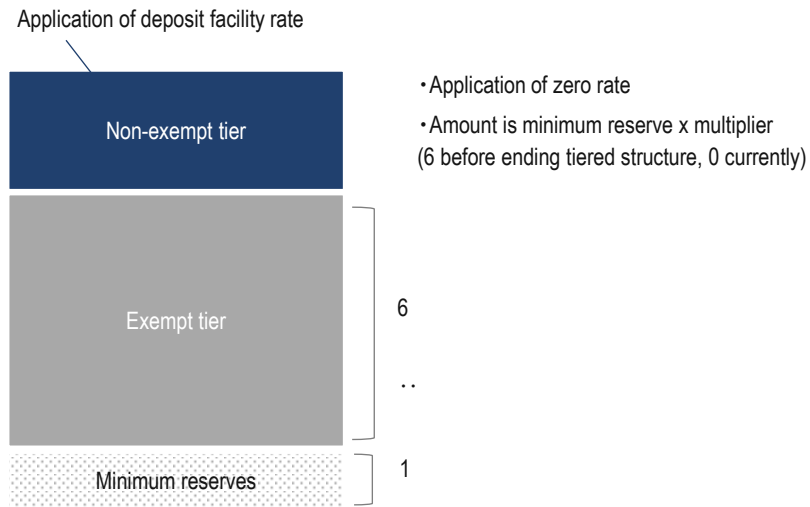 Application of deposit facility rate
Non-exempt tier
・Application of zero rate
・Amount is minimum reserve x multiplier
(6 before ending tiered structure, 0 currently)
Exempt tier
6
‥
Minimum reserves
1